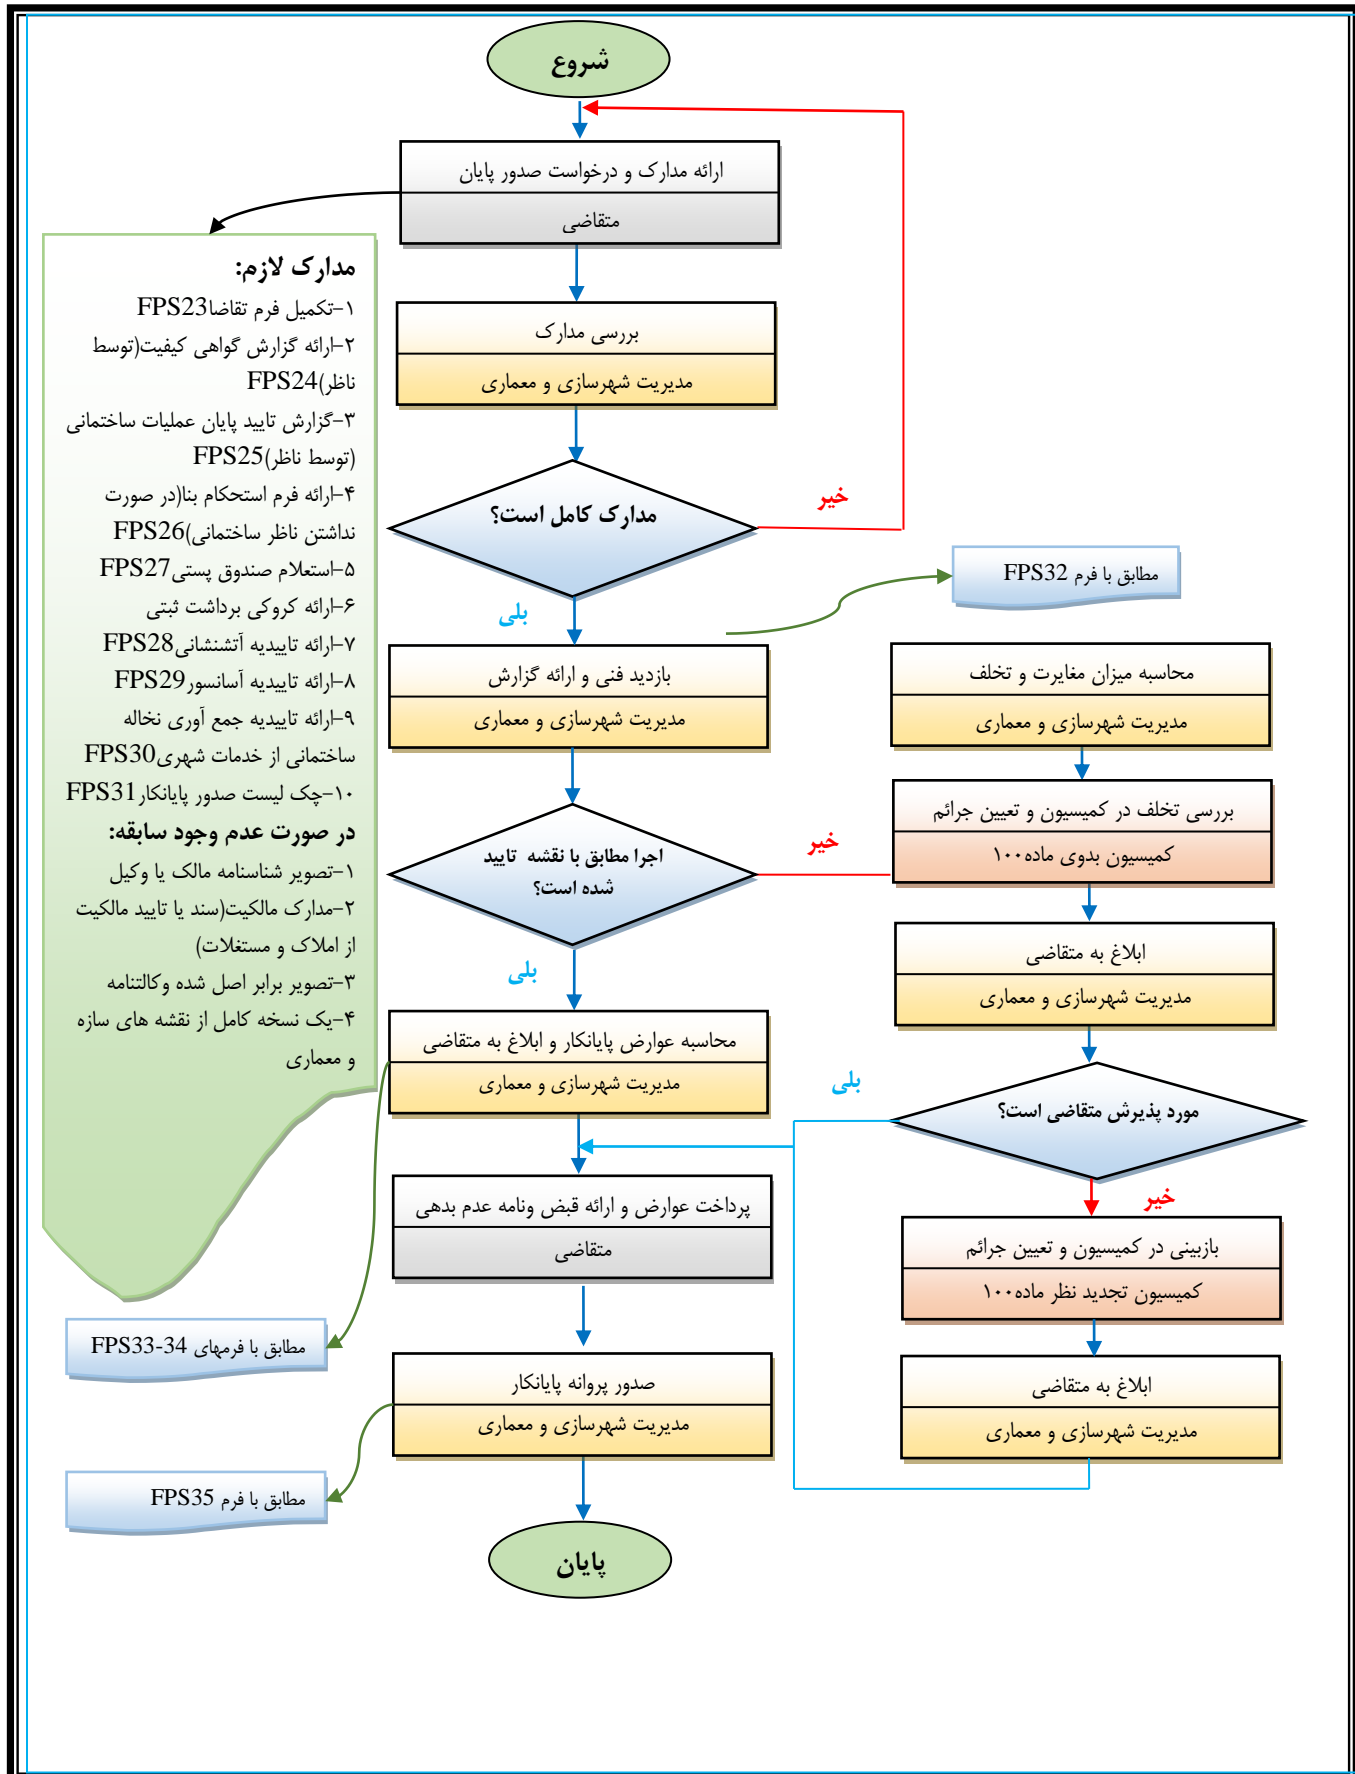 شروع
ارائه مدارک و درخواست صدور پایان
متقاضی
مدارک لازم:
۱-تکمیل فرم تقاضاFPS23
۲-ارائه گزارش گواهی کیفیت(توسط
ناظر)FPS24
۳-گزارش تایید پایان عملیات ساختمانی
(توسط ناظر)FPS25
۴-ارائه فرم استحکام بنا(در صورت
نداشتن ناظر ساختمانی)FPS26
۵-استعلام صندوق پستیFPS27
۶-ارائه کروکی برداشت ثبتی
۷-ارائه تاییدیه آتشنشانیFPS28
۸-ارائه تاییدیه آسانسورFPS29
۹-ارائه تاییدیه جمع آوری نخاله
ساختمانی از خدمات شهریFPS30
۱۰-چک لیست صدور پایانکارFPS31
در صورت عدم وجود سابقه:
۱-تصویر شناسنامه مالک یا وکیل
۲-مدارک مالکیت(سند یا تایید مالکیت
از املاک و مستغلات)
۳-تصویر برابر اصل شده وکالتنامه
۴-یک نسخه کامل از نقشه های سازه
و معماری
بررسی مدارک
مدیریت شهرسازی و معماری
مدارک کامل است؟
خیر
بلی
مطابق با فرم FPS32
بازدید فنی و ارائه گزارش
مدیریت شهرسازی و معماری
اجرا مطابق با نقشه تایید
شده است؟
خیر
بلی
محاسبه میزان مغایرت و تخلف
مدیریت شهرسازی و معماری
بررسی تخلف در کمیسیون و تعیین جرائم
کمیسیون بدوی ماده۱۰۰
ابلاغ به متقاضی
مدیریت شهرسازی و معماری
مورد پذیرش متقاضی است؟
بلی
خیر
بازبینی در کمیسیون و تعیین جرائم
کمیسیون تجدید نظر ماده۱۰۰
ابلاغ به متقاضی
مدیریت شهرسازی و معماری
محاسبه عوارض پایانکار و ابلاغ به متقاضی
مدیریت شهرسازی و معماری
مطابق با فرمهای FPS33-34
پرداخت عوارض و ارائه قبض ونامه عدم بدهی
متقاضی
صدور پروانه پایانکار
مدیریت شهرسازی و معماری
مطابق با فرم FPS35
پایان